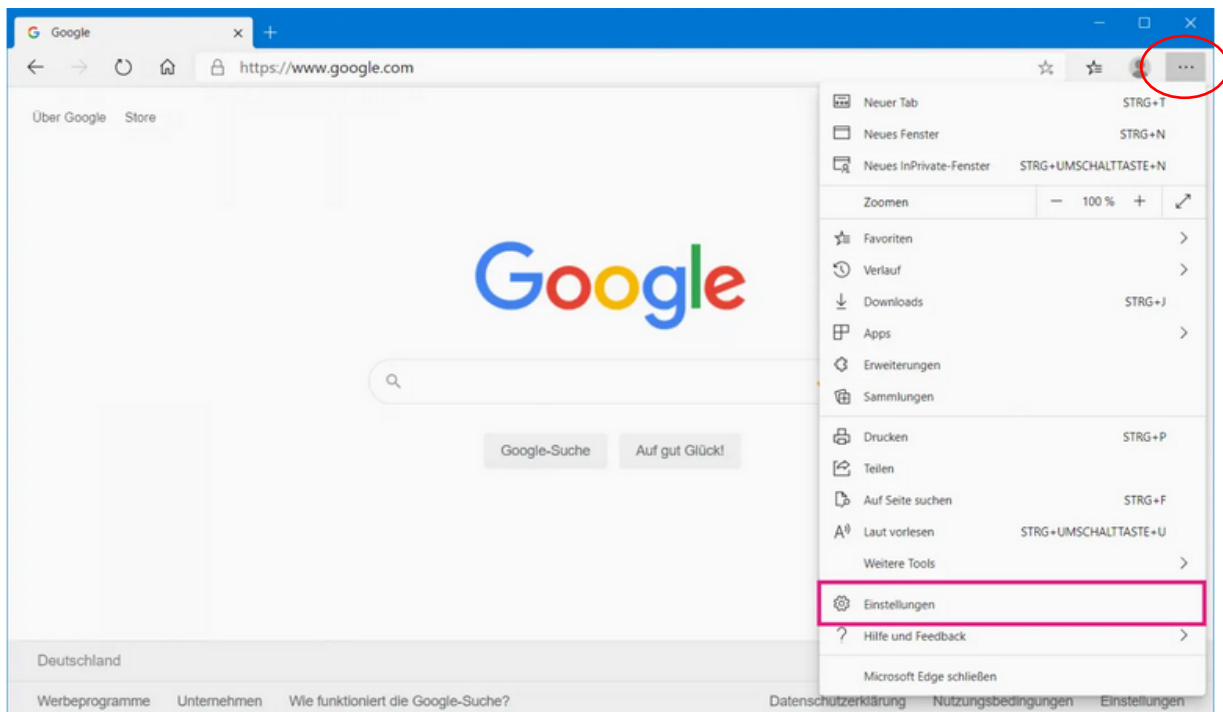 Google
https://www.google.com
Über Google Store
Neuer Tab STRG+T
Neues Fenster STRG+N
Neues InPrivate-Fenster STRG+UMSCHALTTASTE+N
Zoomen — 100 % +
Favoriten
Verlauf
Downloads STRG+J
Apps
Erweiterungen
Sammlungen
Google
Drucken STRG+P
Google-Suche Auf gut Glück!
Teilen
Auf Seite suchen STRG+F
Laut vorlesen STRG+UMSCHALTTASTE+U
Weitere Tools
Einstellungen
Hilfe und Feedback
Microsoft Edge schließen
Deutschland
Werbeprogramme Unternehmen Wie funktioniert die Google-Suche? Datenschutzerklärung Nutzungsbedingungen Einstellungen